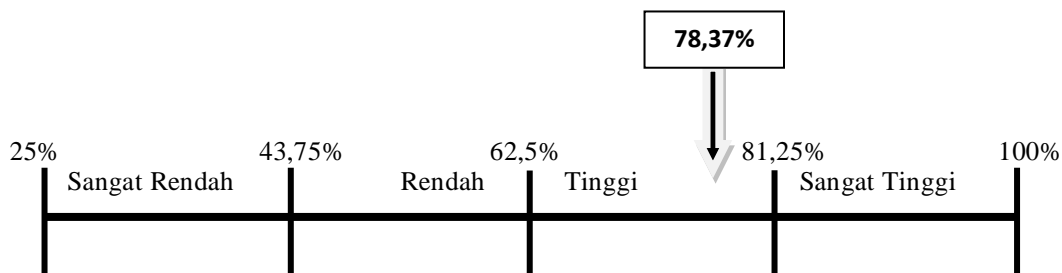 78,37%
25% 43,75% 62,5% 81,25% 100%
Sangat Rendah Rendah Tinggi Sangat Tinggi